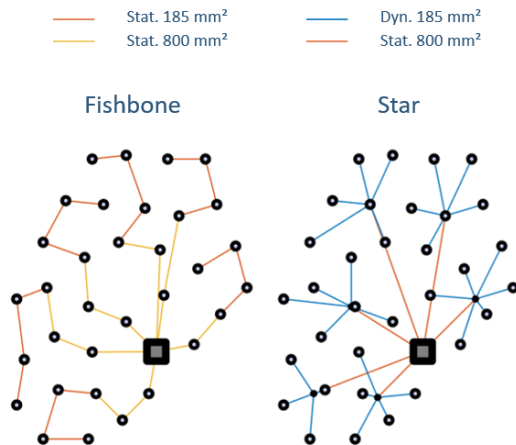 Stat. 185 mm²
Stat. 800 mm²
Dyn. 185 mm²
Stat. 800 mm²
Fishbone
Star